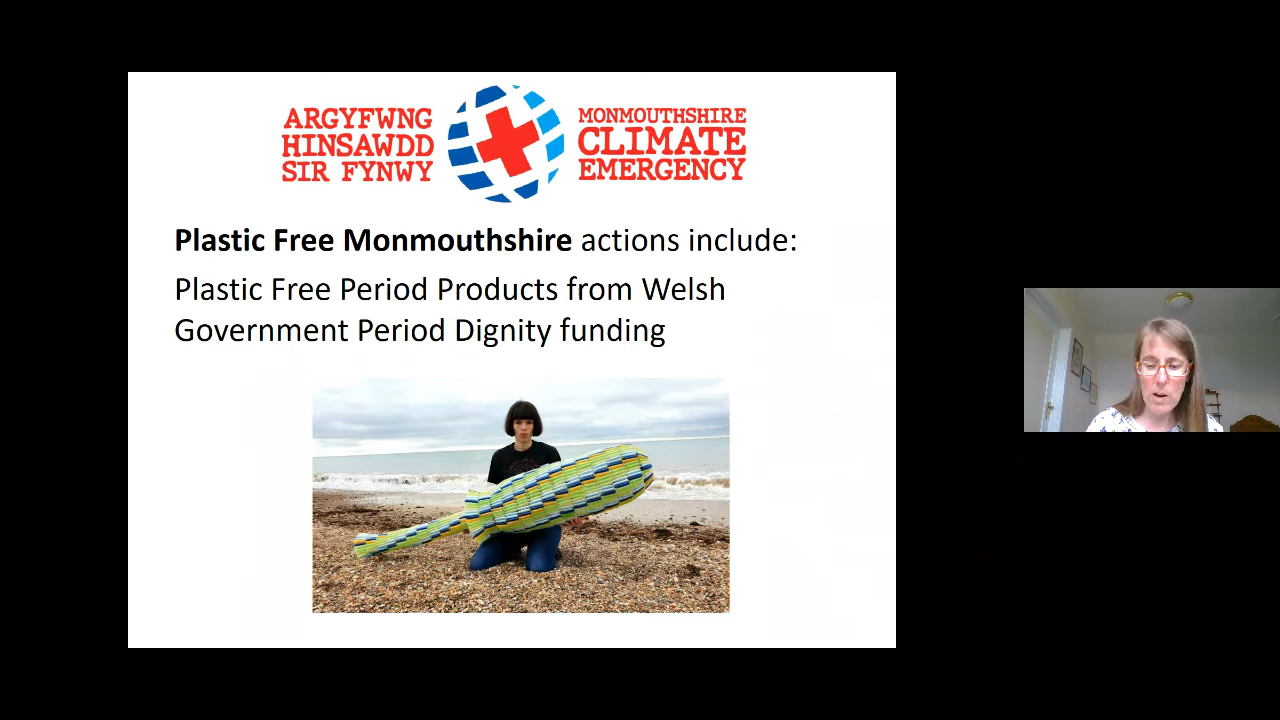 ARGYFWNG
HINSAWDD
SIR FYNWY
MONMOUTHSHIRE
CLIMATE
EMERGENCY
Plastic Free Monmouthshire actions include:
Plastic Free Period Products from Welsh
Government Period Dignity funding